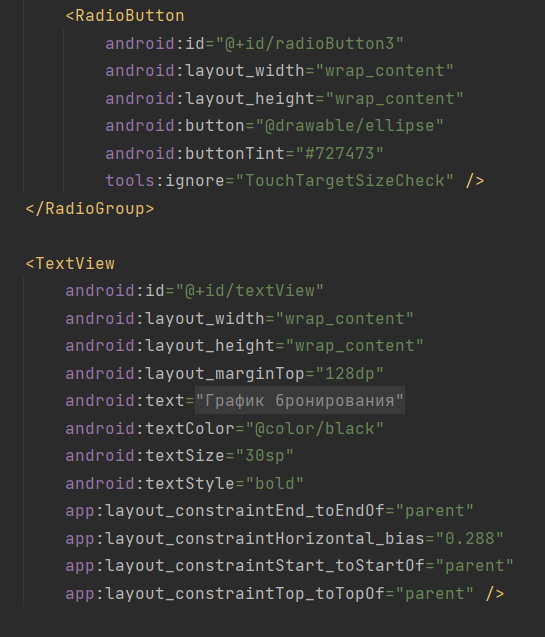 <RadioButton
android:id="@+id/radioButton3"
android:layout_width="wrap_content"
android:layout_height="wrap_content"
android:button="@drawable/ellipse"
android:buttonTint="#727473"
tools:ignore="TouchTargetSizeCheck" />
</RadioGroup>
<TextView
android:id="@+id/textView"
android:layout_width="wrap_content"
android:layout_height="wrap_content"
android:layout_marginTop="128dp"
android:text="График бронирования"
android:textColor="@color/black"
android:textSize="30sp"
android:textStyle="bold"
app:layout_constraintEnd_toEndOf="parent"
app:layout_constraintHorizontal_bias="0.288"
app:layout_constraintStart_toStartOf="parent"
app:layout_constraintTop_toTopOf="parent" />